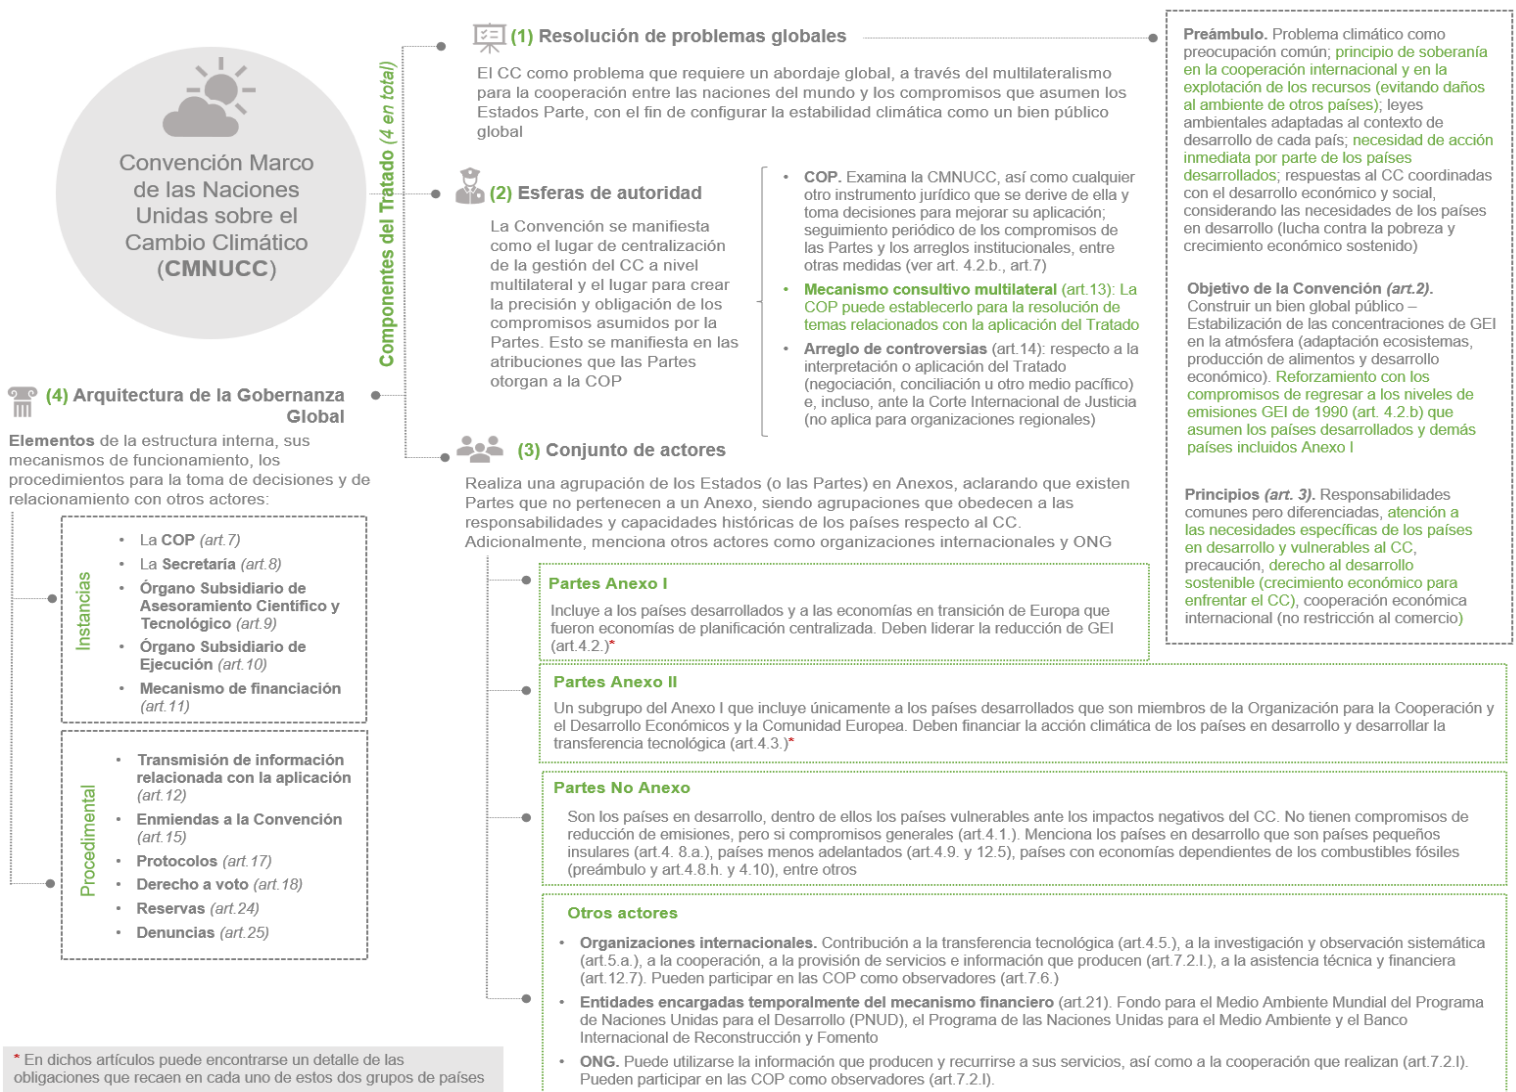 Convención Marco
de las Naciones
Unidas sobre el
Cambio Climático
(CMNUCC)
Componentes del Tratado (4 en total)
(1) Resolución de problemas globales
El CC como problema que requiere un abordaje global, a través del multilateralismo
para la cooperación entre las naciones del mundo y los compromisos que asumen los
Estados Parte, con el fin de configurar la estabilidad climática como un bien público
global
Preámbulo. Problema climático como
preocupación común; principio de soberanía
en la cooperación internacional y en la
explotación de los recursos (evitando daños
al ambiente de otros países); leyes
ambientales adaptadas al contexto de
desarrollo de cada país; necesidad de acción
inmediata por parte de los países
desarrollados; respuestas al CC coordinadas
con el desarrollo económico y social,
considerando las necesidades de los países
en desarrollo (lucha contra la pobreza y
crecimiento económico sostenido)
Objetivo de la Convención (art.2).
Construir un bien global público –
Estabilización de las concentraciones de GEI
en la atmósfera (adaptación ecosistemas,
producción de alimentos y desarrollo
económico). Reforzamiento con los
compromisos de regresar a los niveles de
emisiones GEI de 1990 (art. 4.2.b) que
asumen los países desarrollados y demás
países incluidos Anexo I
Principios (art. 3). Responsabilidades
comunes pero diferenciadas, atención a
las necesidades específicas de los países
en desarrollo y vulnerables al CC,
precaución, derecho al desarrollo
sostenible (crecimiento económico para
enfrentar el CC), cooperación económica
internacional (no restricción al comercio)
(2) Esferas de autoridad
La Convención se manifiesta
como el lugar de centralización
de la gestión del CC a nivel
multilateral y el lugar para crear
la precisión y obligación de los
compromisos asumidos por la
Partes. Esto se manifiesta en las
atribuciones que las Partes
otorgan a la COP
• COP. Examina la CMNUCC, así como cualquier
otro instrumento jurídico que se derive de ella y
toma decisiones para mejorar su aplicación;
seguimiento periódico de los compromisos de
las Partes y los arreglos institucionales, entre
otras medidas (ver art. 4.2.b., art.7)
• Mecanismo consultivo multilateral (art.13): La
COP puede establecerlo para la resolución de
temas relacionados con la aplicación del Tratado
• Arreglo de controversias (art.14): respecto a la
interpretación o aplicación del Tratado
(negociación, conciliación u otro medio pacífico)
e, incluso, ante la Corte Internacional de Justicia
(no aplica para organizaciones regionales)
(3) Conjunto de actores
Realiza una agrupación de los Estados (o las Partes) en Anexos, aclarando que existen
Partes que no pertenecen a un Anexo, siendo agrupaciones que obedecen a las
responsabilidades y capacidades históricas de los países respecto al CC.
Adicionalmente, menciona otros actores como organizaciones internacionales y ONG
Partes Anexo I
Incluye a los países desarrollados y a las economías en transición de Europa que
fueron economías de planificación centralizada. Deben liderar la reducción de GEI
(art.4.2.)*
Partes Anexo II
Un subgrupo del Anexo I que incluye únicamente a los países desarrollados que son miembros de la Organización para la Cooperación y
el Desarrollo Económicos y la Comunidad Europea. Deben financiar la acción climática de los países en desarrollo y desarrollar la
transferencia tecnológica (art.4.3.)*
Partes No Anexo
Son los países en desarrollo, dentro de ellos los países vulnerables ante los impactos negativos del CC. No tienen compromisos de
reducción de emisiones, pero si compromisos generales (art.4.1.). Menciona los países en desarrollo que son países pequeños
insulares (art.4. 8.a.), países menos adelantados (art.4.9. y 12.5), países con economías dependientes de los combustibles fósiles
(preámbulo y art.4.8.h. y 4.10), entre otros
Otros actores
• Organizaciones internacionales. Contribución a la transferencia tecnológica (art.4.5.), a la investigación y observación sistemática
(art.5.a.), a la cooperación, a la provisión de servicios e información que producen (art.7.2.l.), a la asistencia técnica y financiera
(art.12.7). Pueden participar en las COP como observadores (art.7.6.)
• Entidades encargadas temporalmente del mecanismo financiero (art.21). Fondo para el Medio Ambiente Mundial del Programa
de Naciones Unidas para el Desarrollo (PNUD), el Programa de las Naciones Unidas para el Medio Ambiente y el Banco
Internacional de Reconstrucción y Fomento
• ONG. Puede utilizarse la información que producen y recurrirse a sus servicios, así como a la cooperación que realizan (art.7.2.l).
Pueden participar en las COP como observadores (art.7.2.l).
(4) Arquitectura de la Gobernanza
Global
Elementos de la estructura interna, sus
mecanismos de funcionamiento, los
procedimientos para la toma de decisiones y de
relacionamiento con otros actores:
Instancias
• La COP (art.7)
• La Secretaría (art.8)
• Órgano Subsidiario de
Asesoramiento Científico y
Tecnológico (art.9)
• Órgano Subsidiario de
Ejecución (art.10)
• Mecanismo de financiación
(art.11)
Procedimental
• Transmisión de información
relacionada con la aplicación
(art.12)
• Enmiendas a la Convención
(art.15)
• Protocolos (art.17)
• Derecho a voto (art.18)
• Reservas (art.24)
• Denuncias (art.25)
* En dichos artículos puede encontrarse un detalle de las
obligaciones que recaen en cada uno de estos dos grupos de países